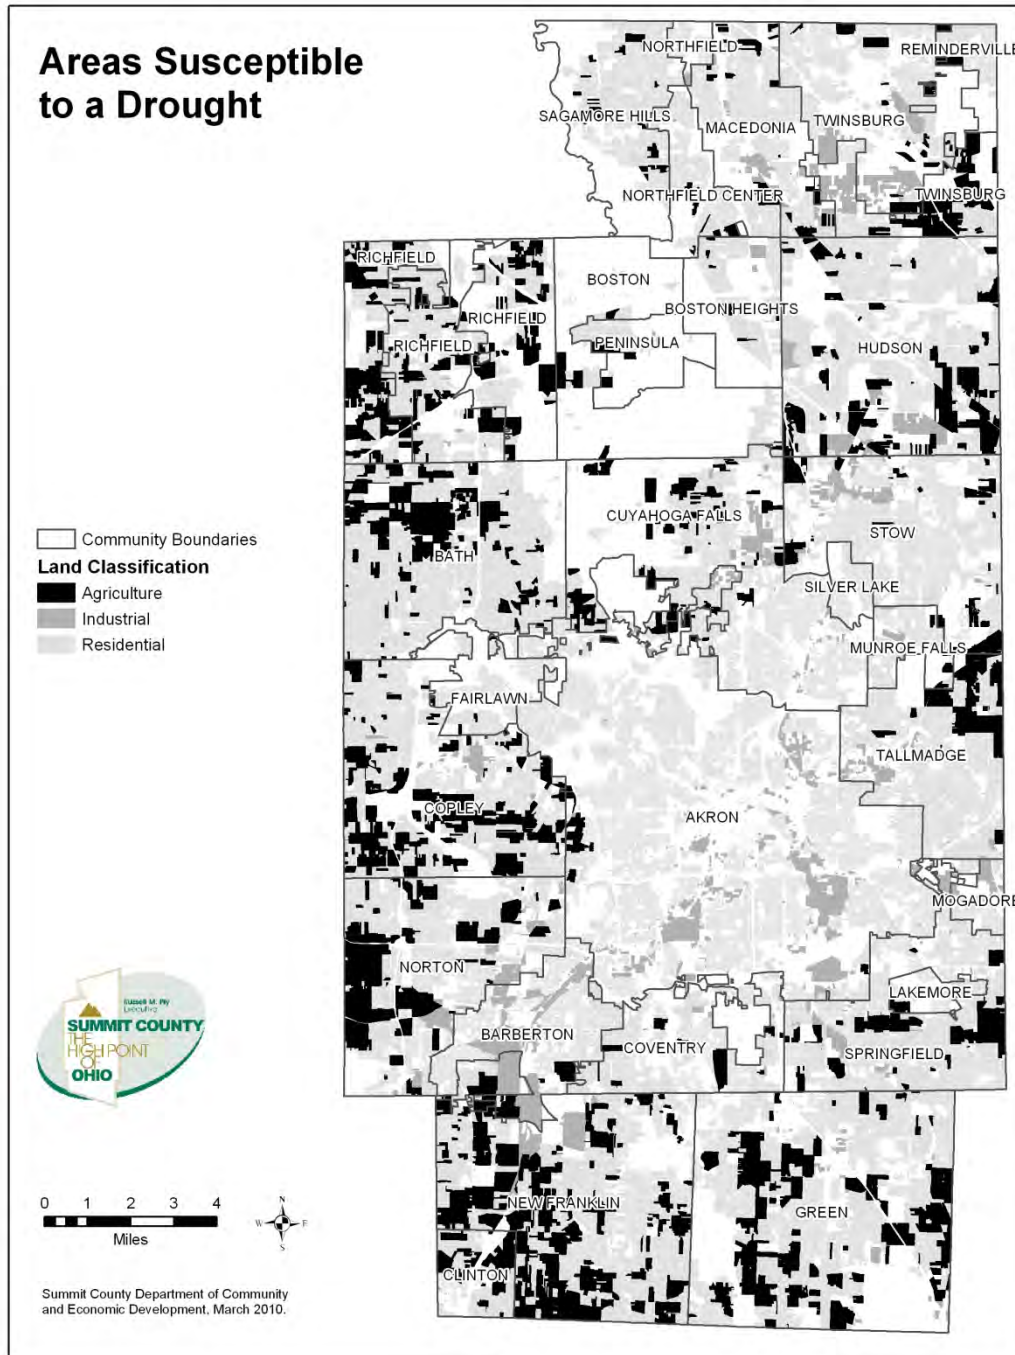 Areas Susceptible
to a Drought
NORTHFIELD
REMINDERVILLE
SAGAMORE HILLS
MACEDONIA
TWINSBURG
NORTHFIELD CENTER
TWINSBURG
RICHFIELD
BOSTON
RICHFIELD
BOSTON HEIGHTS
RICHFIELD
PENINSULA
HUDSON
CUYAHOGA FALLS
STOW
BATH
SILVER LAKE
MUNROE FALLS
FAIRLAWN
TALLMADGE
COPLEY
AKRON
MOGADORE
NORTON
LAKEMORE
BARBERTON
COVENTRY
SPRINGFIELD
NEW FRANKLIN
GREEN
CLINTON
Community Boundaries
Land Classification
Agriculture
Industrial
Residential
Russell M. Pry
Executive
SUMMIT COUNTY
THE
HIGH POINT
OF
OHIO
0 1 2 3 4
Miles
N
W E
S
Summit County Department of Community
and Economic Development, March 2010.